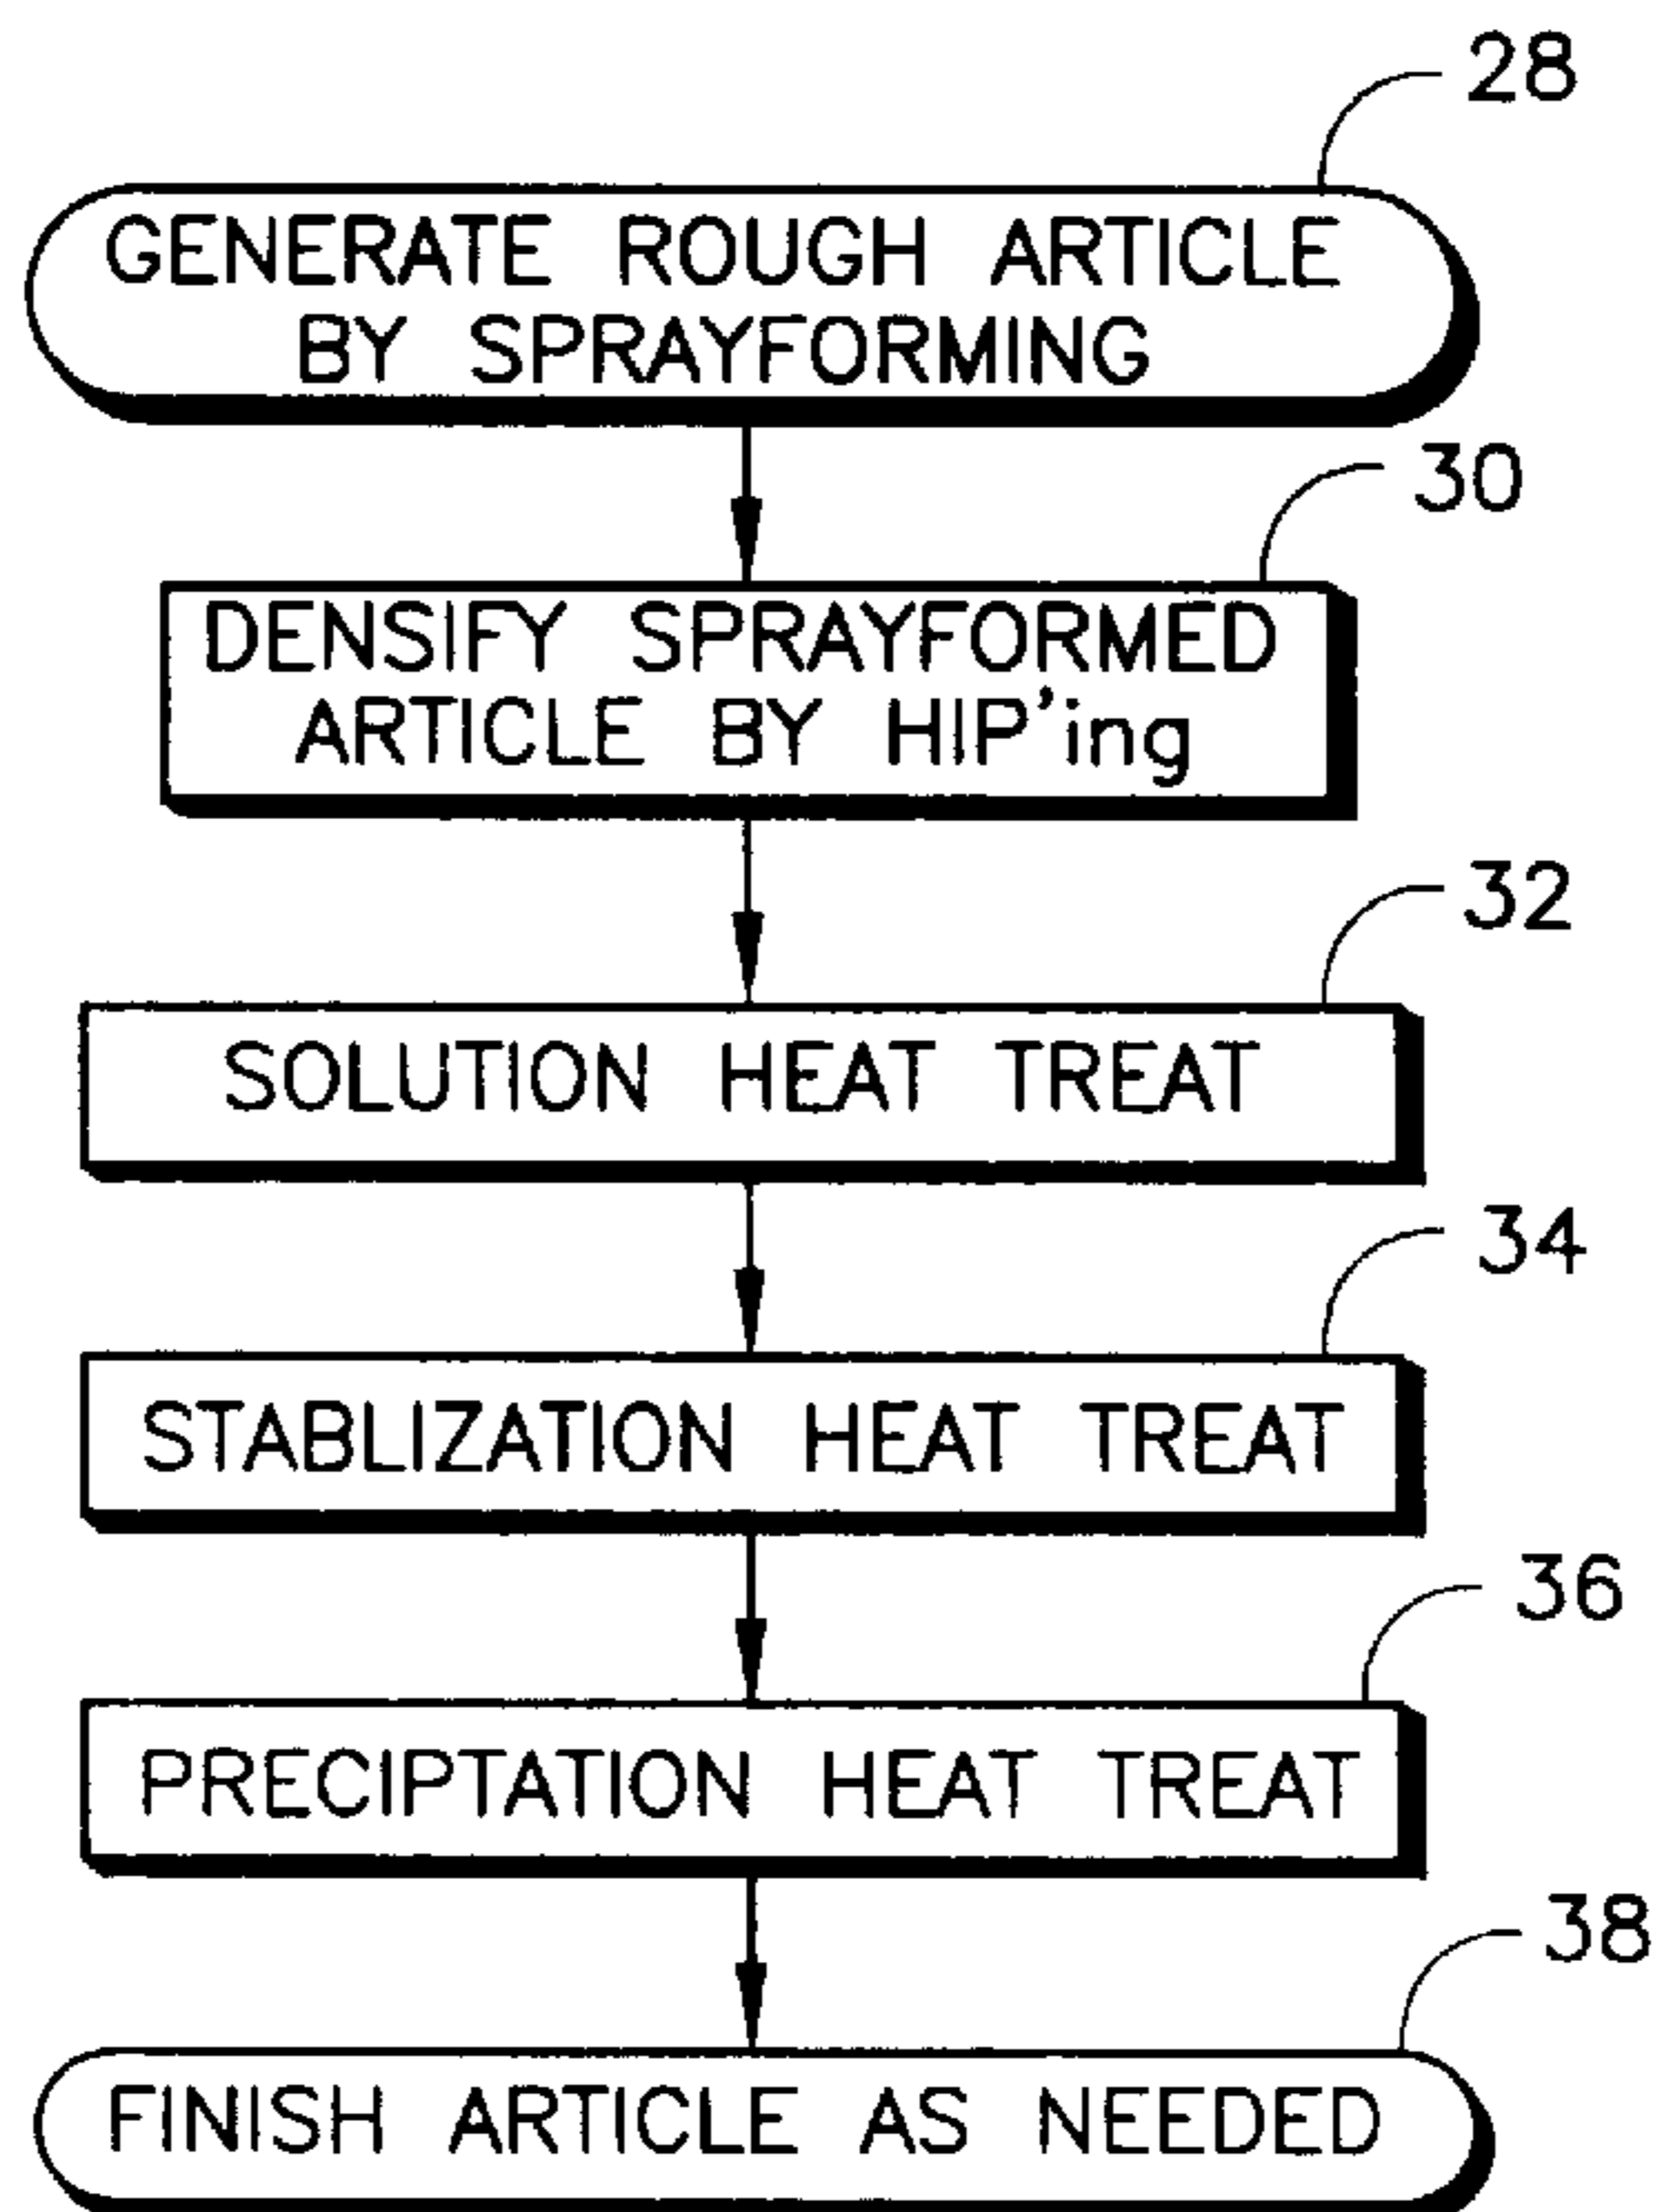 28
GENERATE ROUGH ARTICLE
BY SPRAYFORMING
30
DENSIFY SPRAYFORMED
ARTICLE BY HIP'ing
32
SOLUTION HEAT TREAT
34
STABLIZATION HEAT TREAT
36
PRECIPTATION HEAT TREAT
38
FINISH ARTICLE AS NEEDED